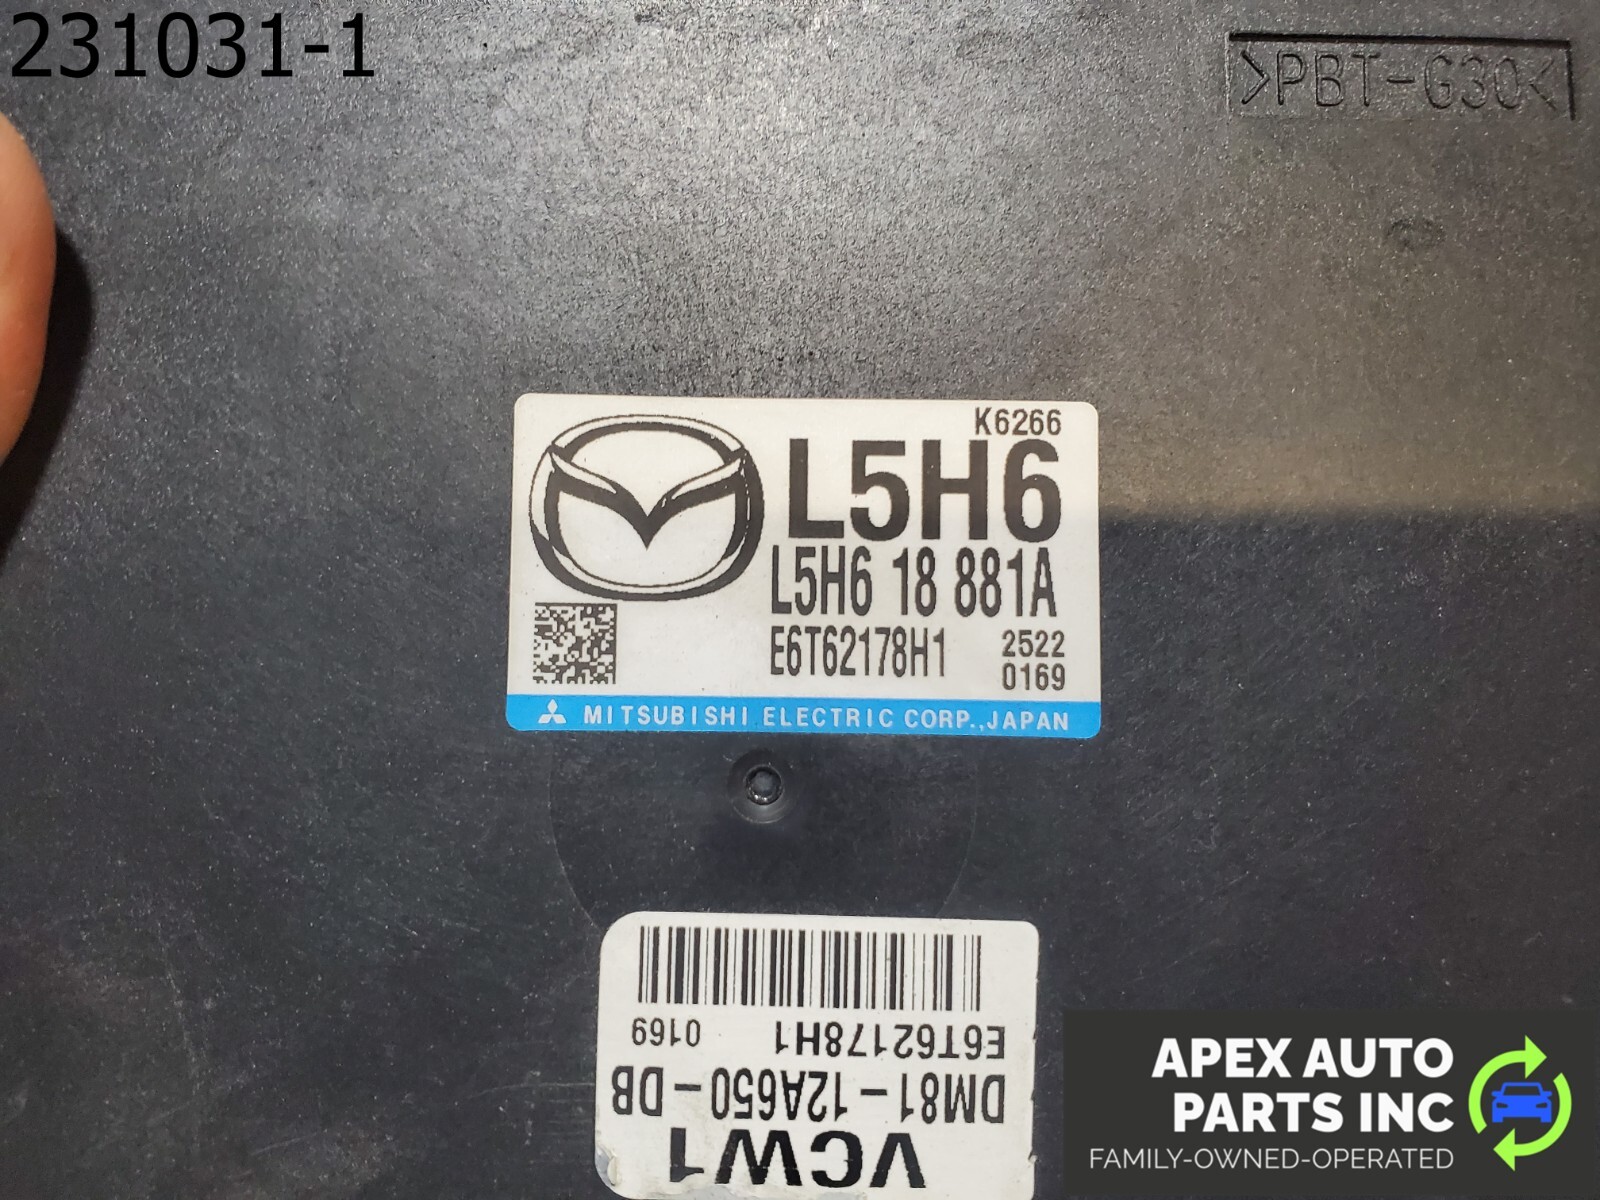 231031-1
>PBT-G30<
K6266
L5H6
L5H6 18 881A
E6T62178H1 2522
0169
MITSUBISHI ELECTRIC CORP.,JAPAN
VCW1
DM81-12A650-DB
E6T62178H1 0169
APEX AUTO
PARTS INC
FAMILY-OWNED-OPERATED